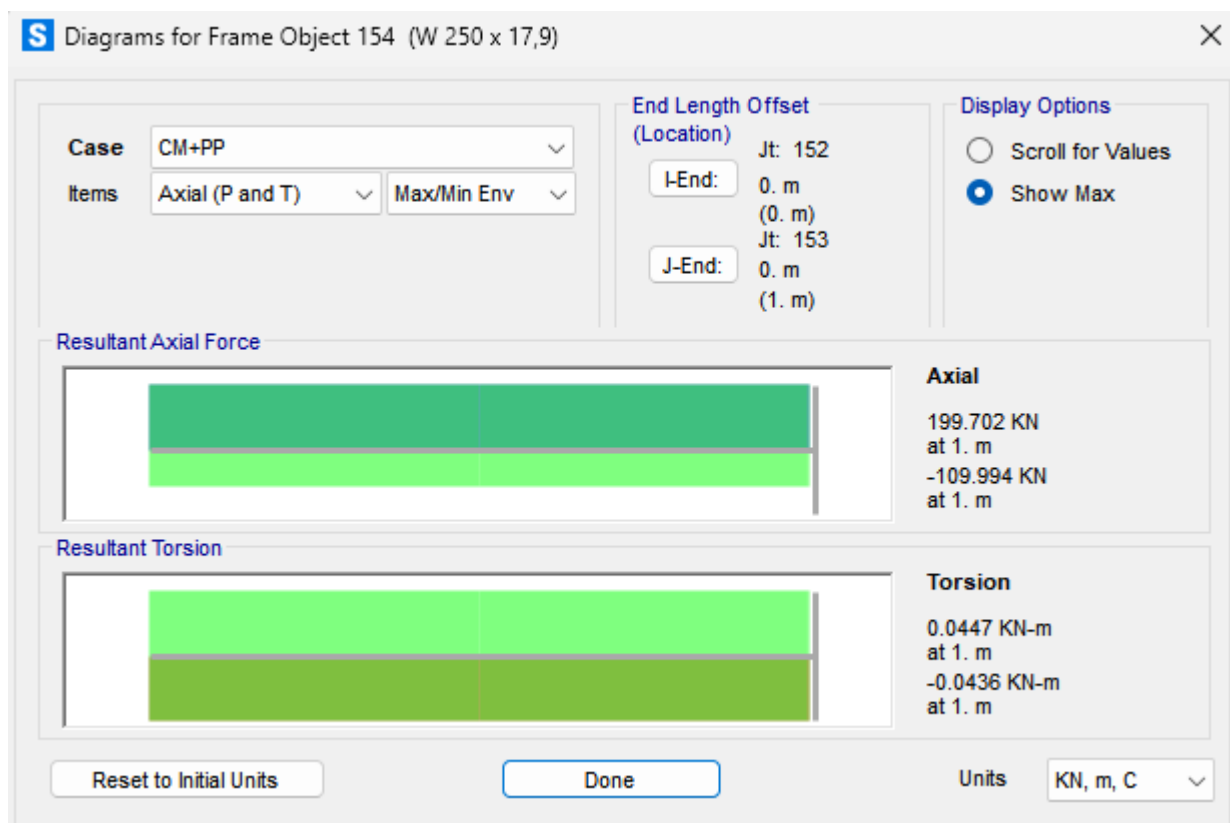 S Diagrams for Frame Object 154 (W 250 x 17,9)
Case CM+PP
Items Axial (P and T) Max/Min Env
End Length Offset
(Location)
I-End:
Jt: 152
0. m
(0. m)
J-End:
Jt: 153
0. m
(1. m)
Display Options
Scroll for Values
Show Max
Resultant Axial Force
Axial
199.702 KN
at 1. m
-109.994 KN
at 1. m
Resultant Torsion
Torsion
0.0447 KN-m
at 1. m
-0.0436 KN-m
at 1. m
Reset to Initial Units
Done
Units KN, m, C